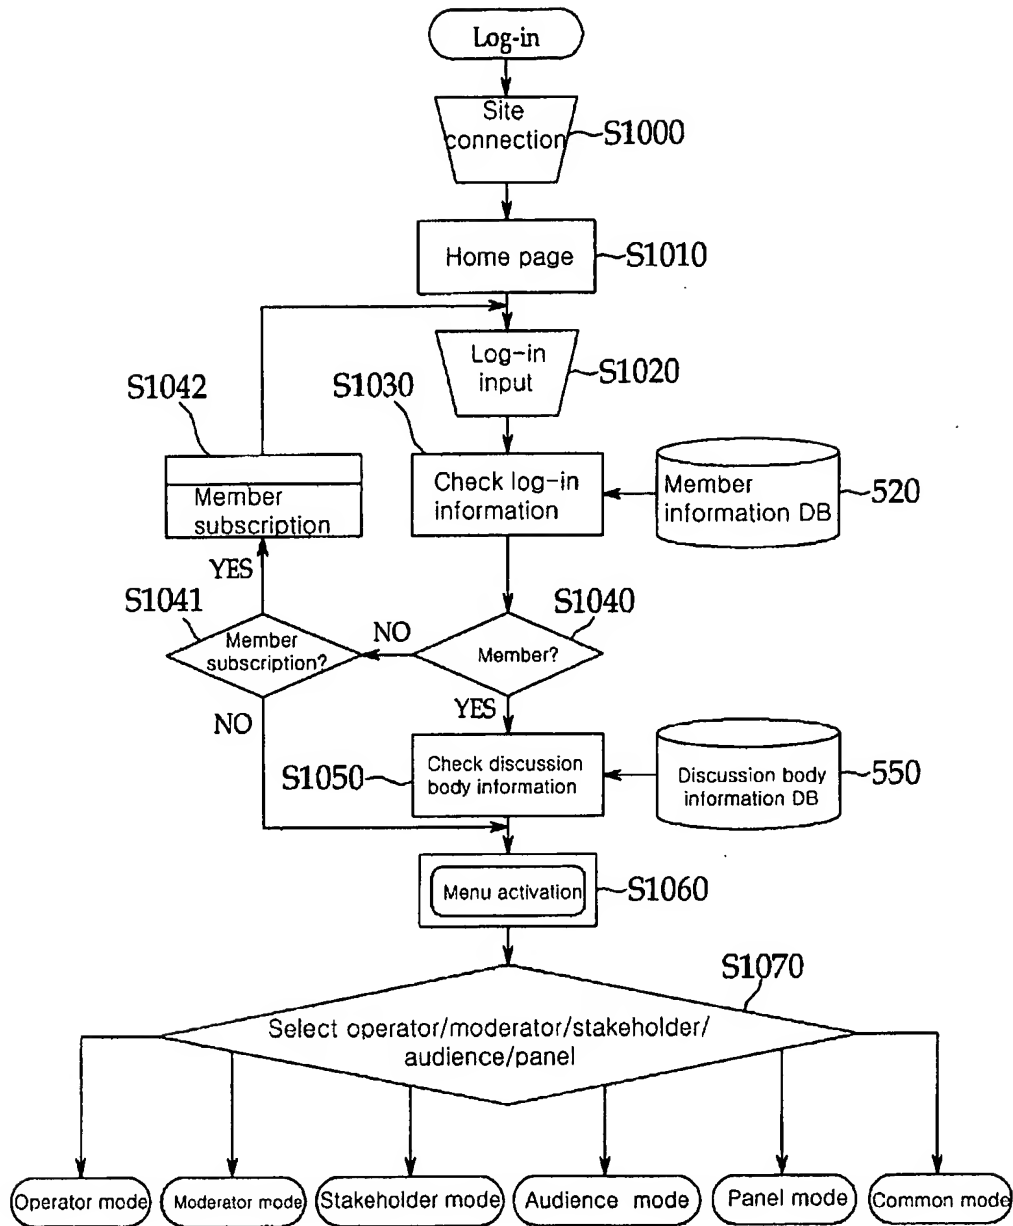 Log-in
Site
connection
S1000
Home page
S1010
Log-in
input
S1020
S1042
S1030
Member
subscription
Check log-in
information
Member
information DB
520
YES
S1041
S1040
Member
subscription?
NO
Member?
NO
YES
S1050
Check discussion
body information
Discussion body
information DB
550
Menu activation
S1060
S1070
Select operator/moderator/stakeholder/
audience/panel
Operator mode
Moderator mode
Stakeholder mode
Audience mode
Panel mode
Common mode